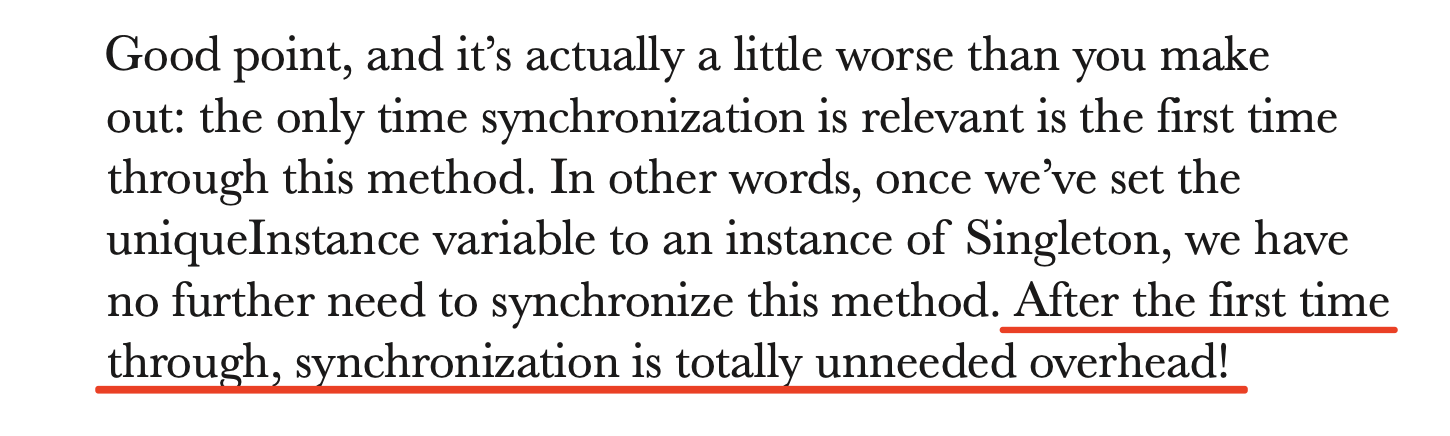 Good point, and it’s actually a little worse than you make
out: the only time synchronization is relevant is the first time
through this method. In other words, once we’ve set the
uniqueInstance variable to an instance of Singleton, we have
no further need to synchronize this method. After the first time
through, synchronization is totally unneeded overhead!